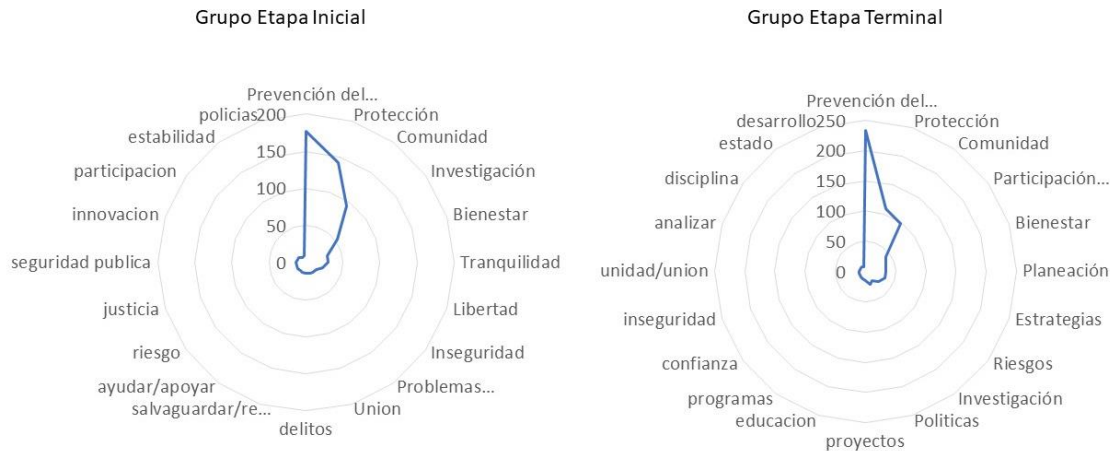 Grupo Etapa Inicial
Prevención del...
Protección
Comunidad
Investigación
Bienestar
Tranquilidad
Libertad
Inseguridad
Problemas...
Union
delitos
salvaguardar/re...
ayudar/apoyar
riesgo
justicia
seguridad publica
innovacion
participacion
estabilidad
policias
200
150
100
50
0
Grupo Etapa Terminal
Prevención del...
Protección
Comunidad
Participación...
Bienestar
Planeación
Estrategias
Riesgos
Investigación
Politicas
proyectos
educacion
programas
confianza
inseguridad
unidad/union
analizar
disciplina
estado
desarrollo
250
200
150
100
50
0